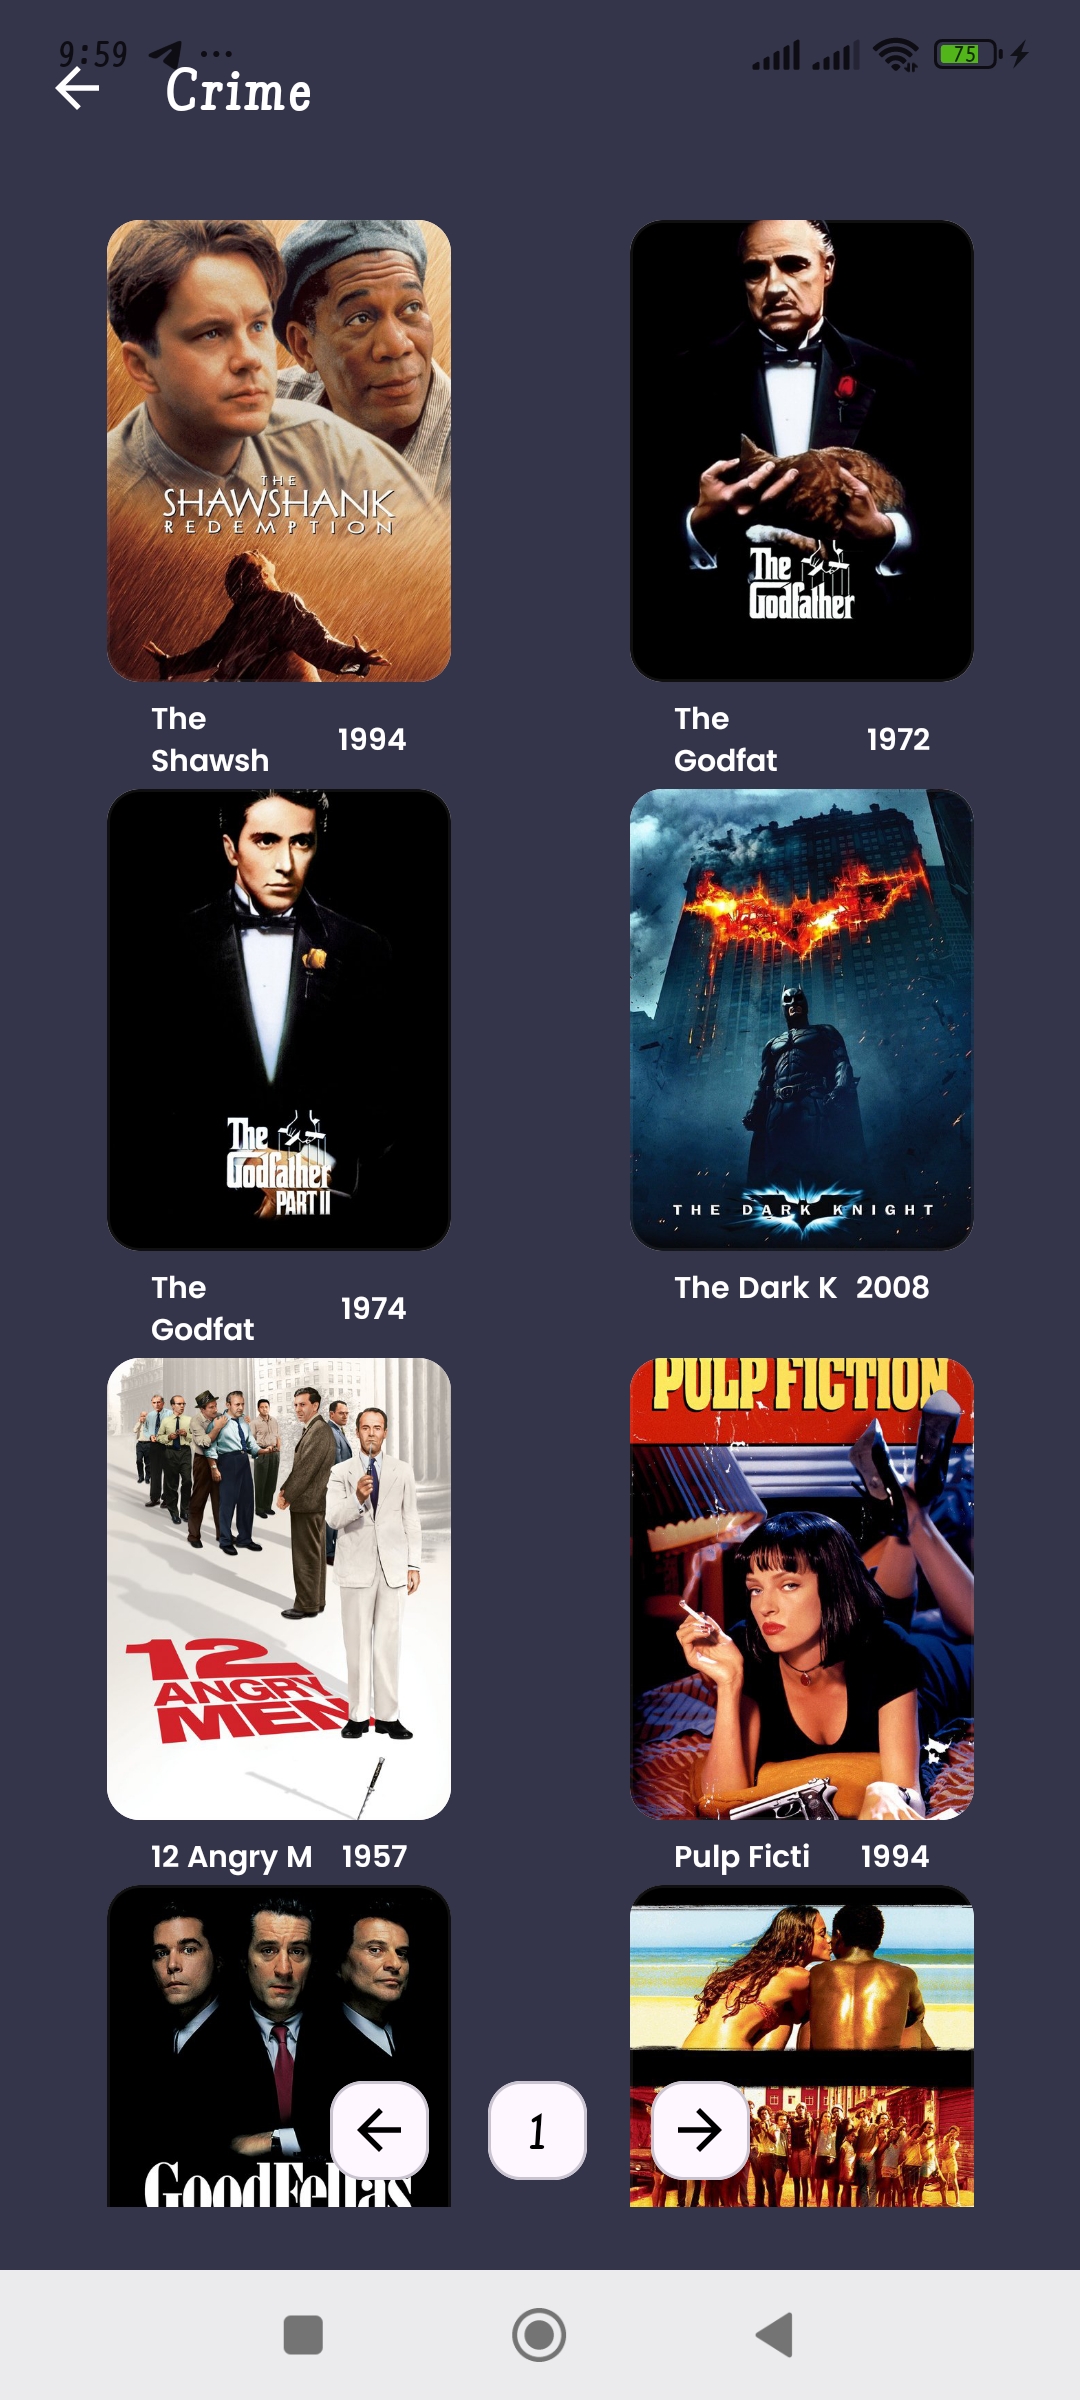 9:59 ... 75
Crime
THE
SHAWSHANK
REDEMPTION
The
Godfather
The
Shawsh
1994
The
Godfat
1972
The
Godfather
PART II
THE DARK KNIGHT
The
Godfat
1974
The Dark K 2008
12
ANGRY
MEN
PULP FICTION
12 Angry M 1957
Pulp Ficti 1994
GoodFellas
1